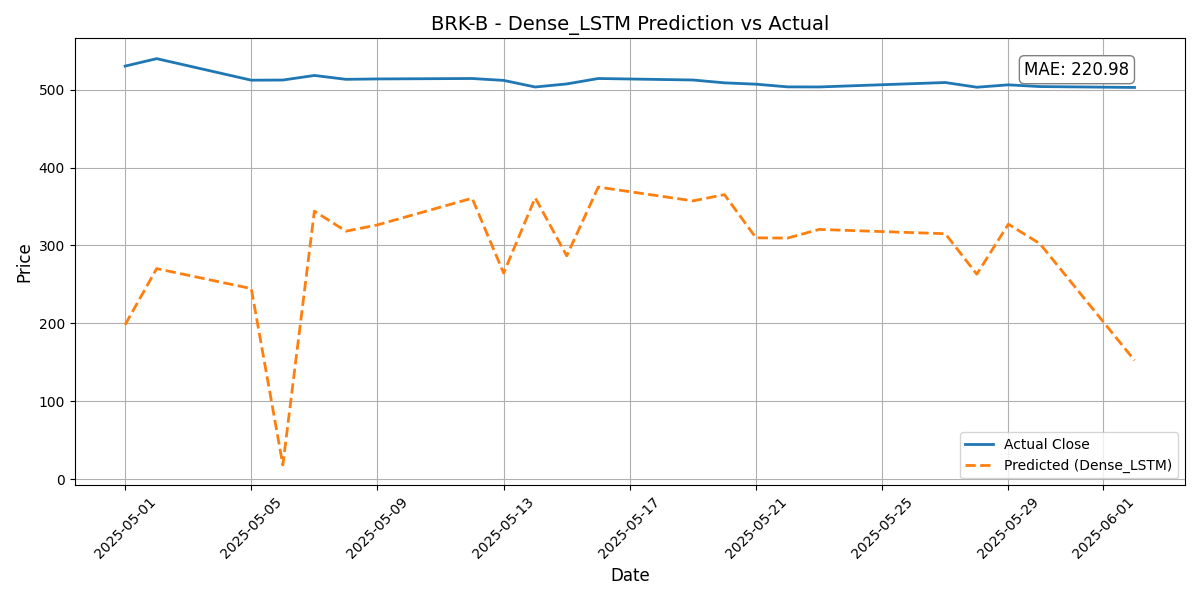 BRK-B - Dense_LSTM Prediction vs Actual
MAE: 220.98
Price
500
400
300
200
100
0
Actual Close
Predicted (Dense_LSTM)
2025-05-01
2025-05-05
2025-05-09
2025-05-13
2025-05-17
2025-05-21
2025-05-25
2025-05-29
2025-06-01
Date